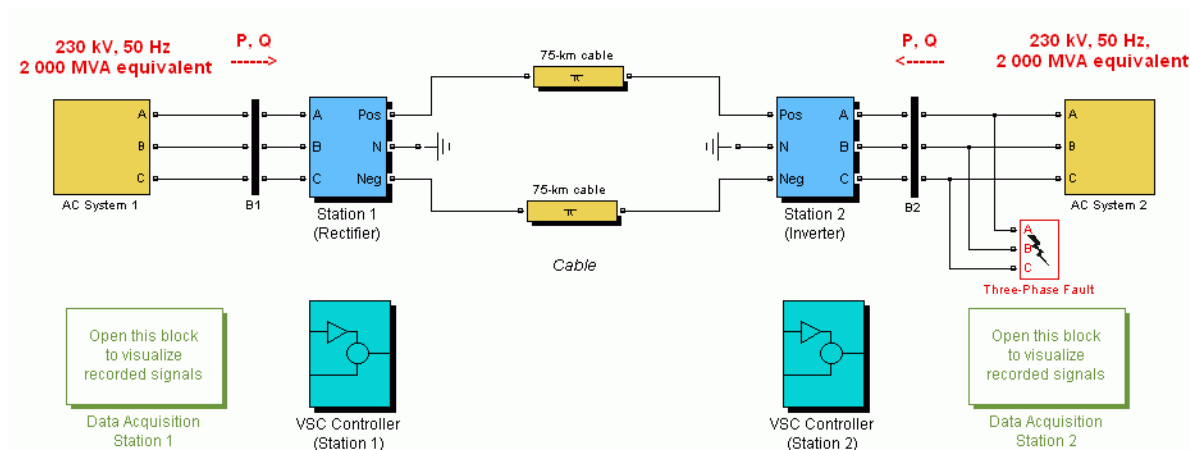 230 kV, 50 Hz
2 000 MVA equivalent
P, Q
------>
75-km cable
π
P, Q
<------
230 kV, 50 Hz,
2 000 MVA equivalent
A
B
C
AC System 1
B1
A
B
C
Pos
N
Neg
Station 1
(Rectifier)
75-km cable
π
Cable
Pos
N
Neg
A
B
C
Station 2
(Inverter)
B2
A
B
C
AC System 2
A
B
C
Three-Phase Fault
Open this block
to visualize
recorded signals
Data Acquisition
Station 1
VSC Controller
(Station 1)
VSC Controller
(Station 2)
Open this block
to visualize
recorded signals
Data Acquisition
Station 2